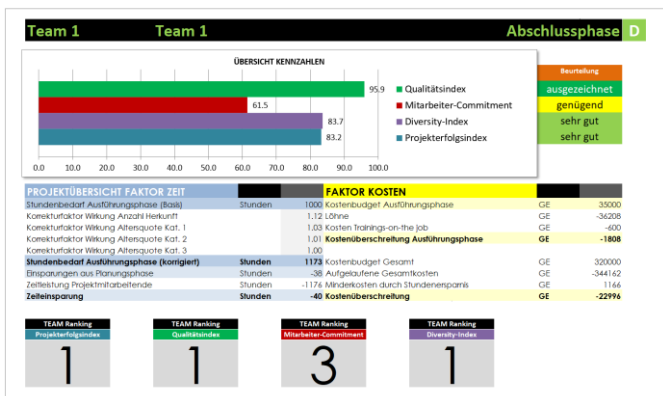 Team 1 Team 1 Abschlussphase D
ÜBERSICHT KENNZAHLEN
95.9
61.5
83.7
83.2
0.0 10.0 20.0 30.0 40.0 50.0 60.0 70.0 80.0 90.0 100.0
Qualitätsindex
Mitarbeiter-Commitment
Diversity-Index
Projekterfolgsindex
Beurteilung
ausgezeichnet
genügend
sehr gut
sehr gut
PROJEKTÜBERSICHT FAKTOR ZEIT FAKTOR KOSTEN
Stundenbedarf Ausführungsphase (Basis) Stunden 1000 Kostenbudget Ausführungsphase GE 35000
Korrekturfaktor Wirkung Anzahl Herkunft 1.12 Löhne -36208
Korrekturfaktor Wirkung Altersquote Kat. 1 1.03 Kosten Trainings-on-the job -600
Korrekturfaktor Wirkung Altersquote Kat. 2 1.01 Kostenüberschreitung Ausführungsphase GE -1808
Korrekturfaktor Wirkung Altersquote Kat. 3 1.00
Stundenbedarf Ausführungsphase (korrigiert) Stunden 1173 Kostenbudget Gesamt GE 320000
Einsparungen aus Planungsphase Stunden -38 Aufgelaufene Gesamtkosten GE -344162
Zeitleistung Projektmitarbeitende Stunden -1176 Minderkosten durch Stundenersparnis GE 1166
Zeiteinsparung Stunden -40 Kostenüberschreitung GE -22996
TEAM Ranking TEAM Ranking TEAM Ranking TEAM Ranking
Projekterfolgsindex Qualitätsindex Mitarbeiter-Commitment Diversity-Index
1 1 3 1